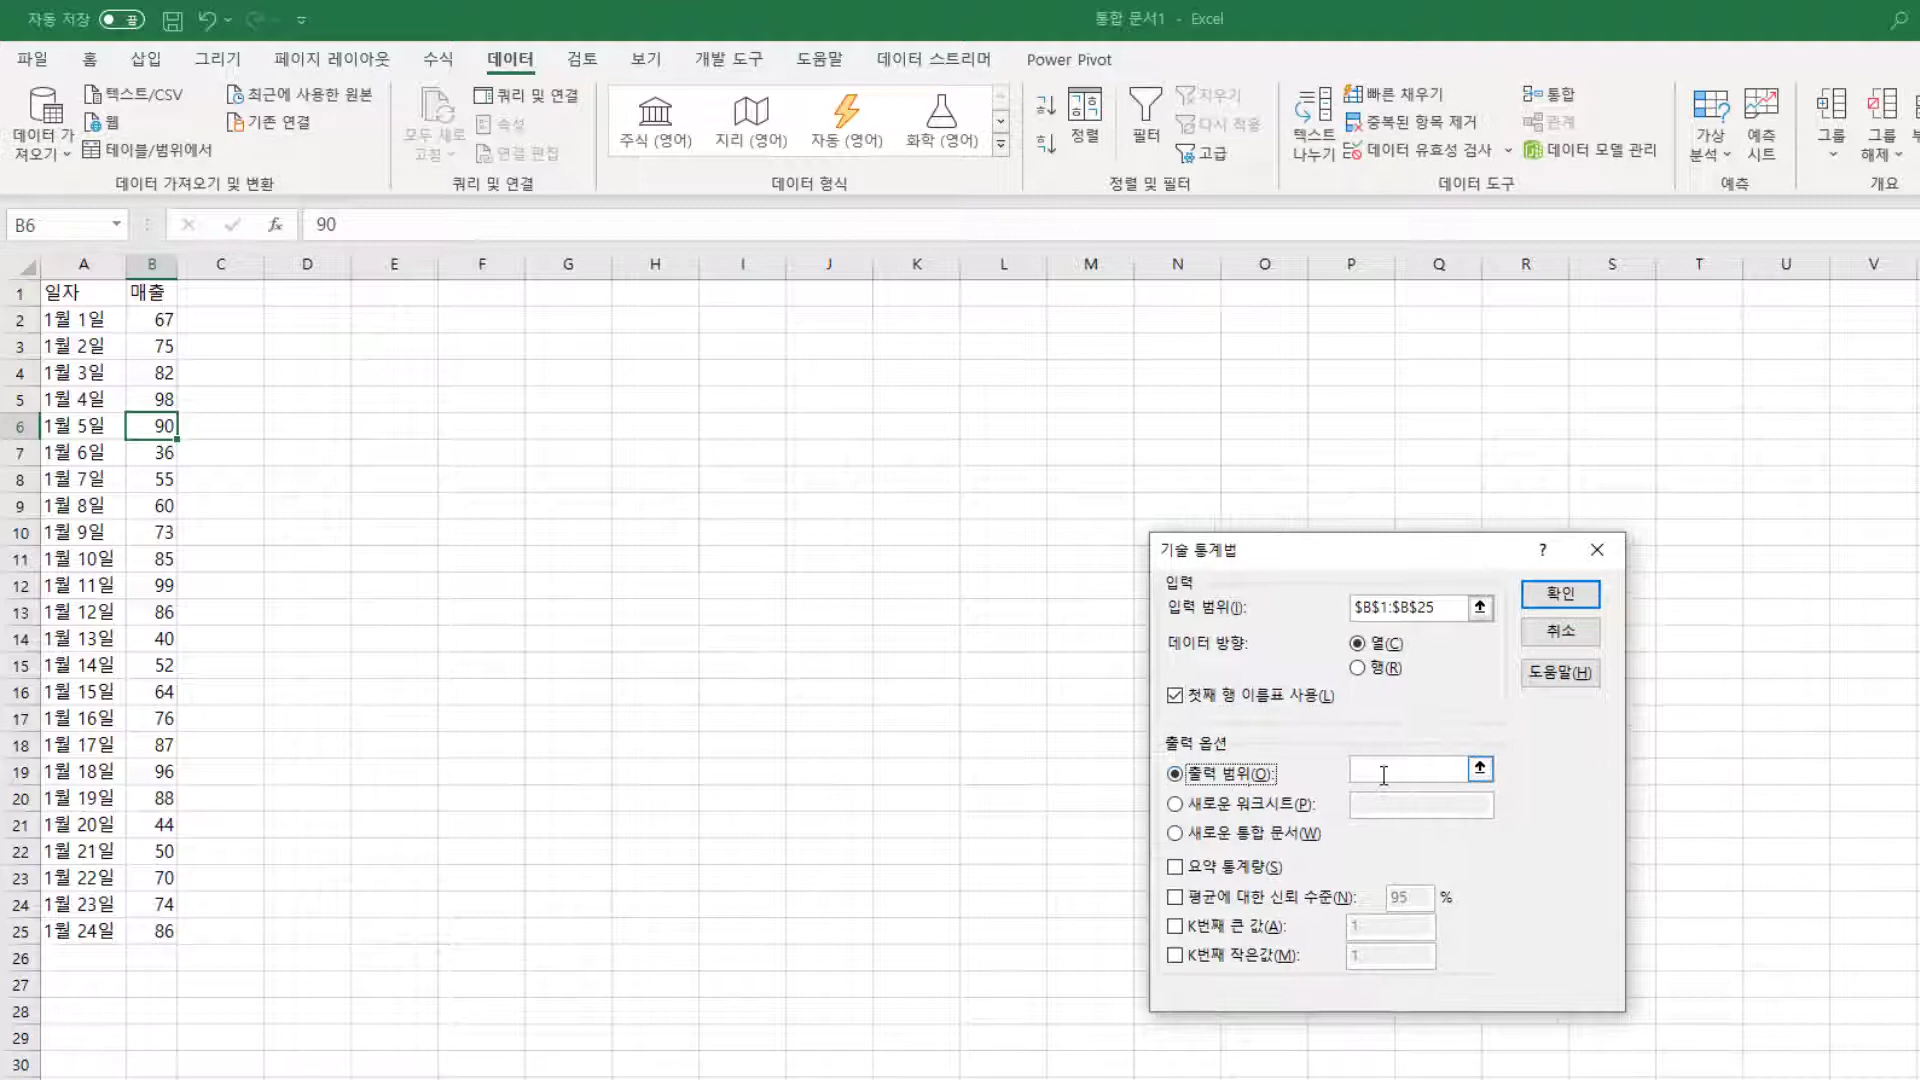 자동 저장 끔
통합 문서1 - Excel
파일 홈 삽입 그리기 페이지 레이아웃 수식 데이터 검토 보기 개발 도구 도움말 데이터 스트리머 Power Pivot
데이터 가져오기
텍스트/CSV
웹
테이블/범위에서
최근에 사용한 원본
기존 연결
데이터 가져오기 및 변환
모두 새로 고침
쿼리 및 연결
속성
연결 편집
쿼리 및 연결
주식 (영어) 지리 (영어) 자동 (영어) 화학 (영어)
데이터 형식
정렬
필터
지우기
다시 적용
고급
정렬 및 필터
텍스트 나누기
빠른 채우기
중복된 항목 제거
데이터 유효성 검사
통합
관계
데이터 모델 관리
데이터 도구
가상 분석
예측 시트
예측
그룹
그룹 해제
개요
B6 fx 90
A B C D E F G H I J K L M N O P Q R S T U V
1 일자 매출
2 1월 1일 67
3 1월 2일 75
4 1월 3일 82
5 1월 4일 98
6 1월 5일 90
7 1월 6일 36
8 1월 7일 55
9 1월 8일 60
10 1월 9일 73
11 1월 10일 85
12 1월 11일 99
13 1월 12일 86
14 1월 13일 40
15 1월 14일 52
16 1월 15일 64
17 1월 16일 76
18 1월 17일 87
19 1월 18일 96
20 1월 19일 88
21 1월 20일 44
22 1월 21일 50
23 1월 22일 70
24 1월 23일 74
25 1월 24일 86
26
27
28
29
30
기술 통계법 ?
입력
입력 범위(I): $B$1:$B$25
데이터 방향: 열(C)
행(R)
첫째 행 이름표 사용(L)
확인
취소
도움말(H)
출력 옵션
출력 범위(O):
새로운 워크시트(P):
새로운 통합 문서(W)
요약 통계량(S)
평균에 대한 신뢰 수준(N): 95 %
K번째 큰 값(A): 1
K번째 작은값(M): 1